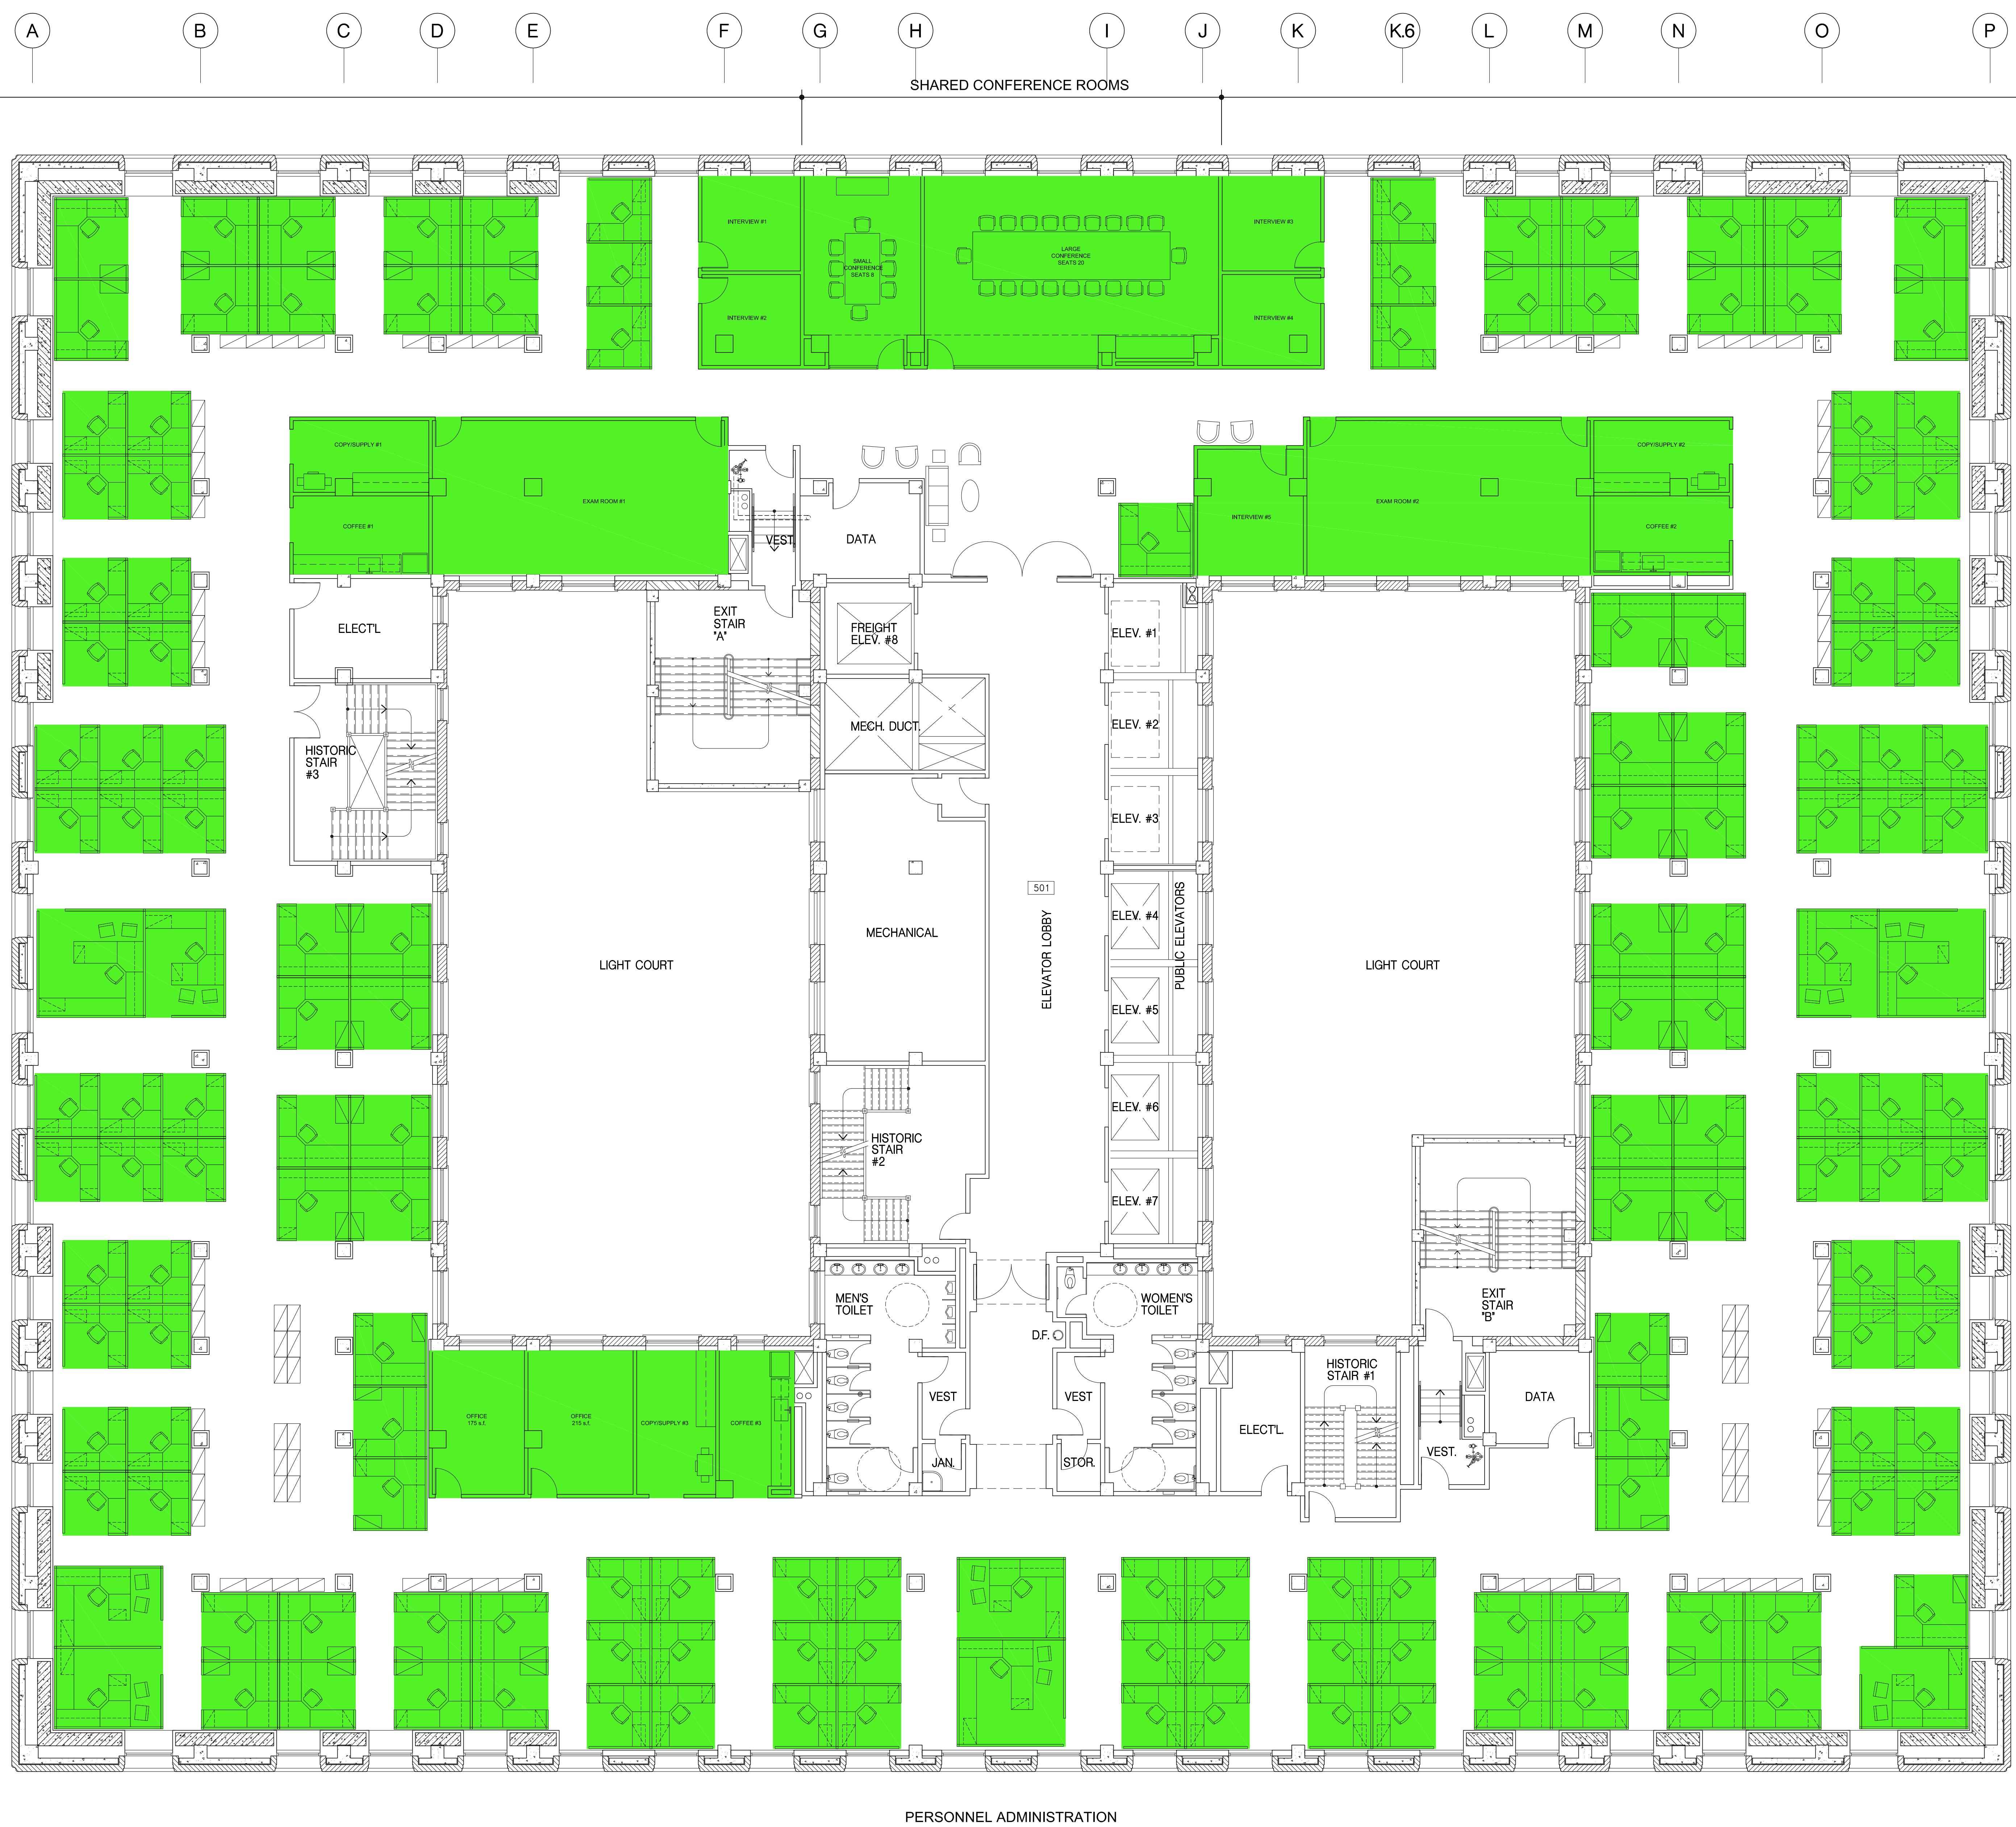 A B C D E F G H I J K K.6 L M N O P
SHARED CONFERENCE ROOMS
INTERVIEW #1
INTERVIEW #2
SMALL
CONFERENCE
SEATS 8
LARGE
CONFERENCE
SEATS 20
INTERVIEW #3
INTERVIEW #4
COPY/SUPPLY #1
COFFEE #1
EXAM ROOM #1
VEST.
DATA
INTERVIEW #5
EXAM ROOM #2
COPY/SUPPLY #2
COFFEE #2
ELECT'L
EXIT
STAIR
"A"
FREIGHT
ELEV. #8
ELEV. #1
MECH. DUCT.
ELEV. #2
HISTORIC
STAIR
#3
ELEV. #3
501
ELEV. #4
ELEVATOR LOBBY
PUBLIC ELEVATORS
MECHANICAL
LIGHT COURT
LIGHT COURT
ELEV. #5
ELEV. #6
HISTORIC
STAIR
#2
ELEV. #7
MEN'S
TOILET
WOMEN'S
TOILET
D.F.
EXIT
STAIR
"B"
HISTORIC
STAIR #1
OFFICE
175 s.f.
OFFICE
215 s.f.
COPY/SUPPLY #3
COFFEE #3
VEST
VEST
DATA
ELECT'L.
VEST.
JAN.
STOR.
PERSONNEL ADMINISTRATION